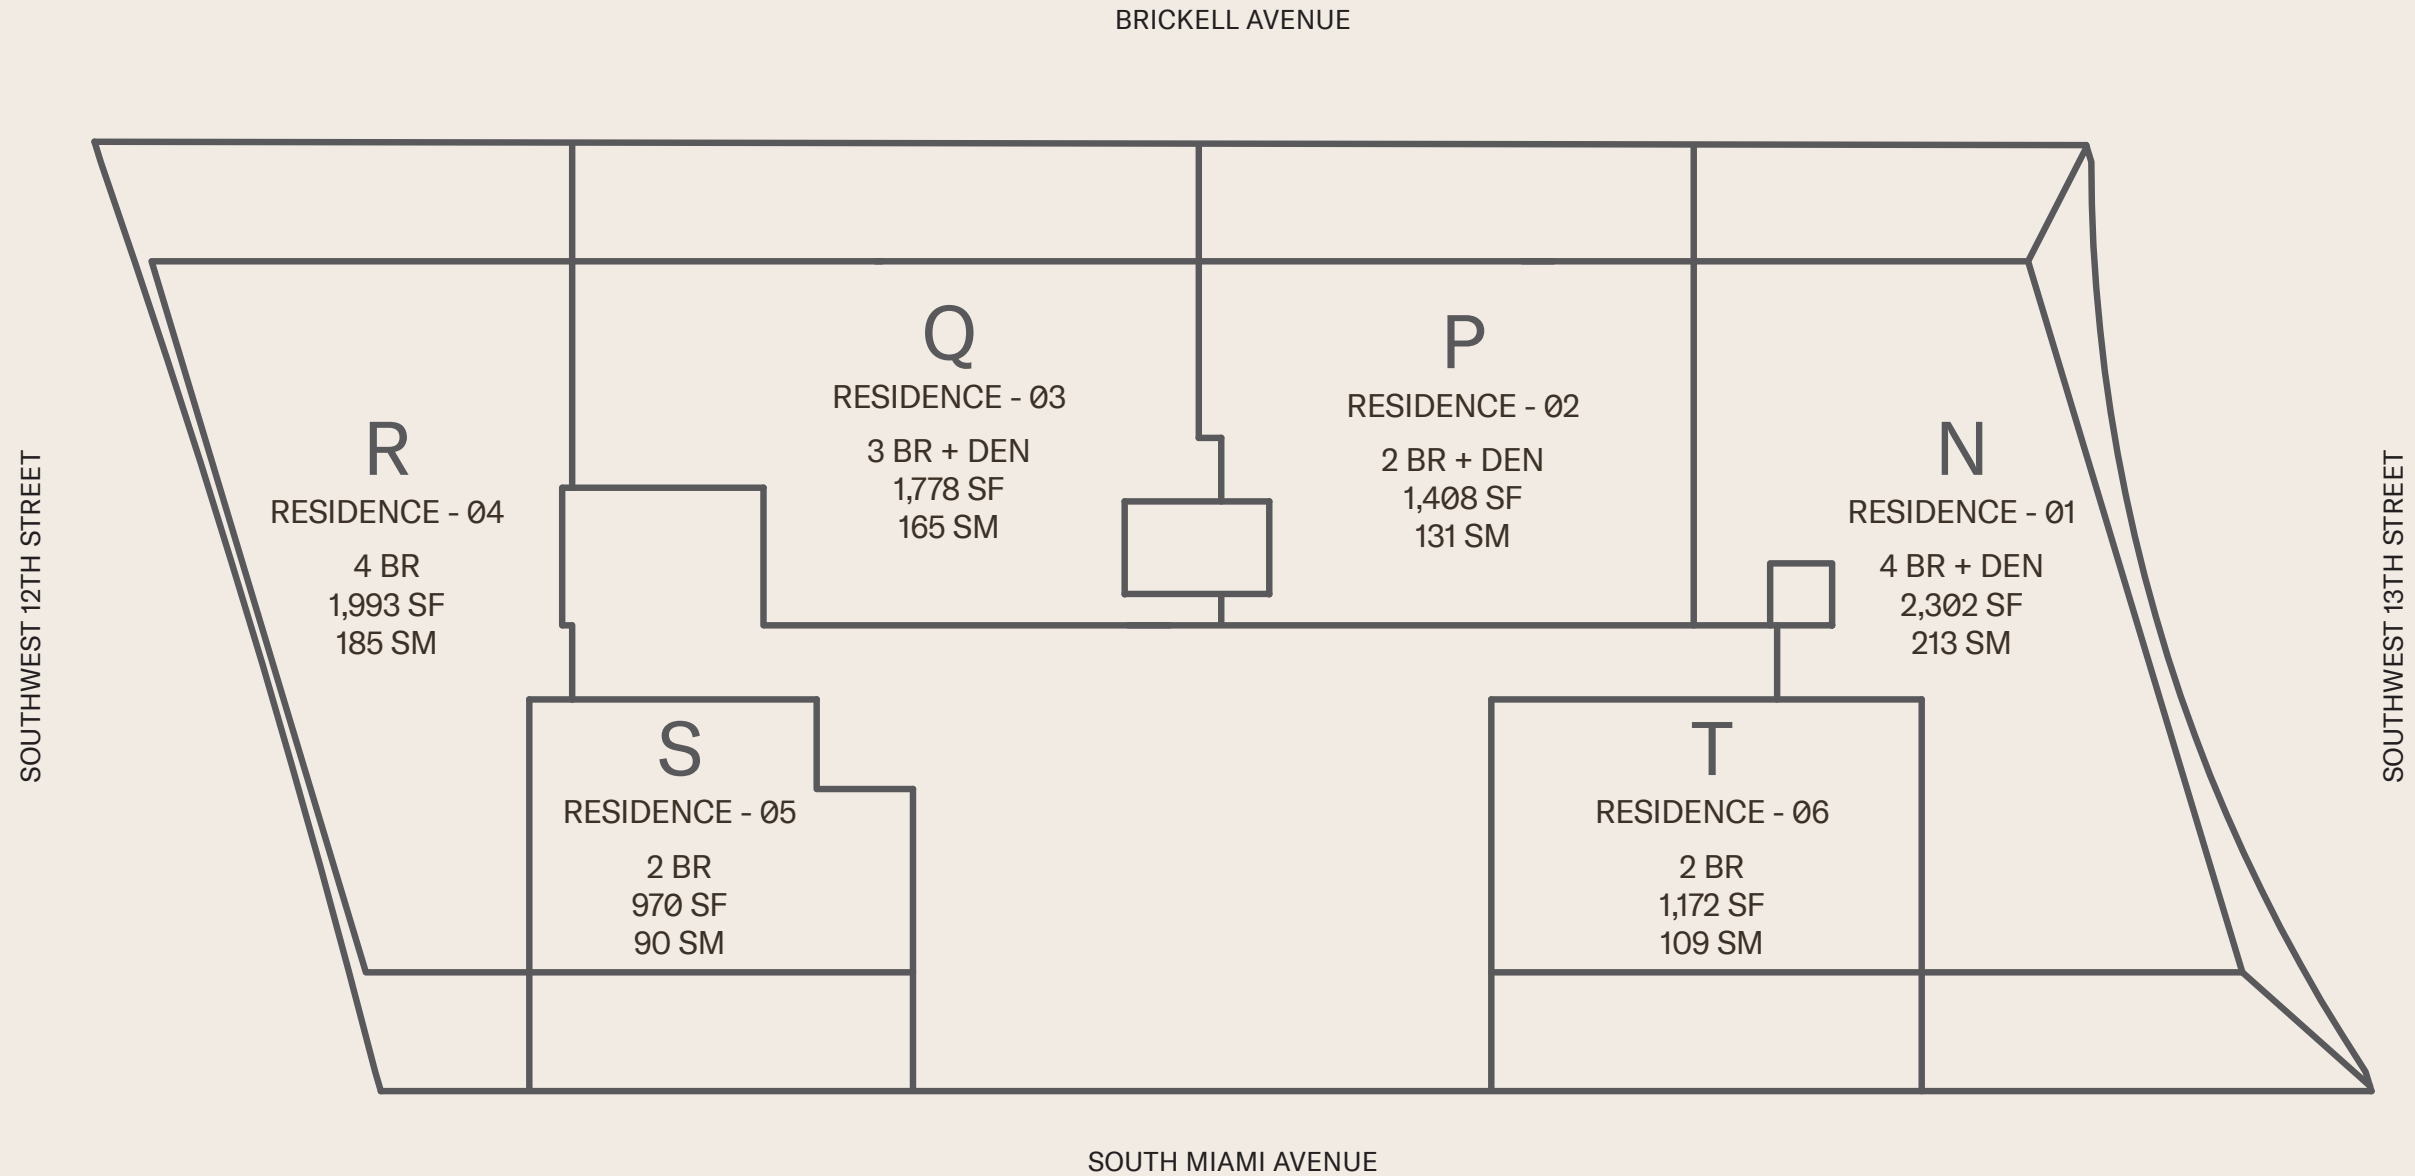 BRICKELL AVENUE
SOUTHWEST 12TH STREET
R
RESIDENCE - 04
4 BR
1,993 SF
185 SM
Q
RESIDENCE - 03
3 BR + DEN
1,778 SF
165 SM
P
RESIDENCE - 02
2 BR + DEN
1,408 SF
131 SM
N
RESIDENCE - 01
4 BR + DEN
2,302 SF
213 SM
SOUTHWEST 13TH STREET
S
RESIDENCE - 05
2 BR
970 SF
90 SM
T
RESIDENCE - 06
2 BR
1,172 SF
109 SM
SOUTH MIAMI AVENUE